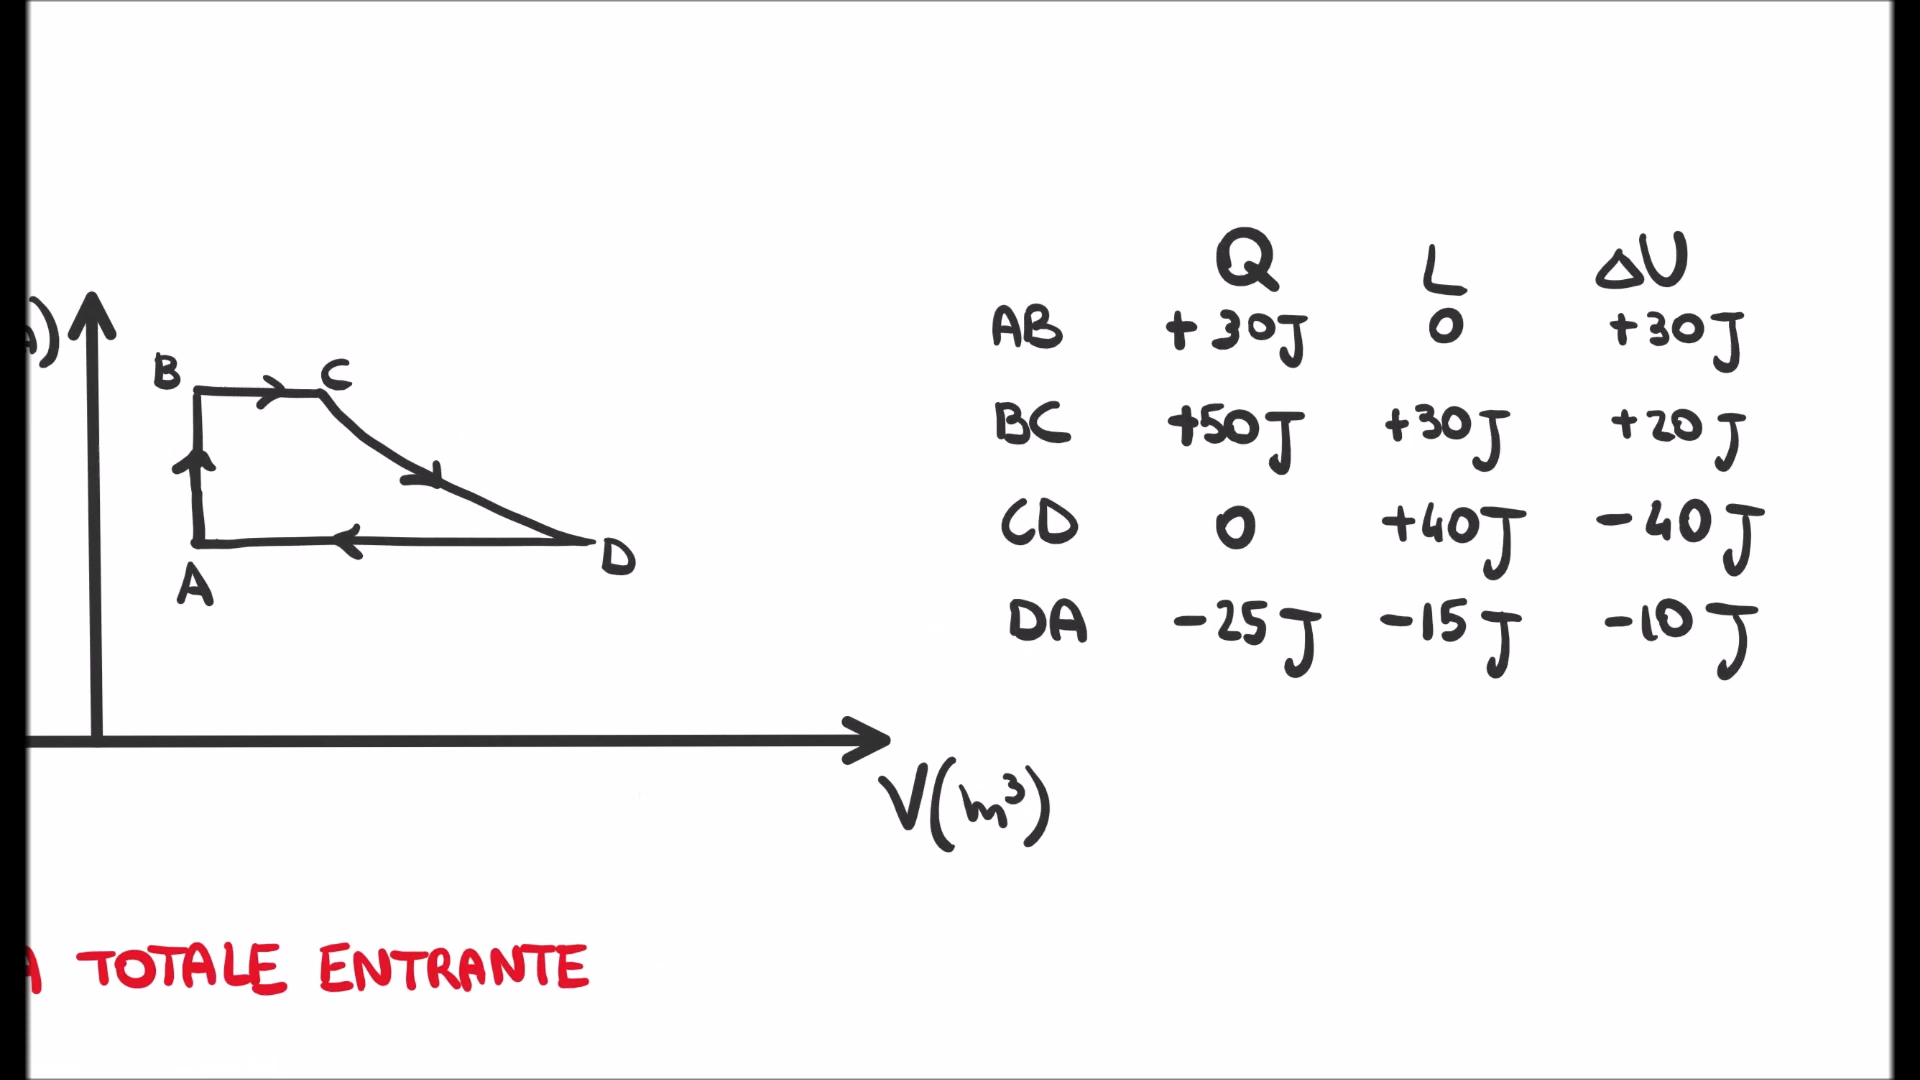 A)
B C
A D
V(m³)
Q L ΔU
AB +30J 0 +30J
BC +50J +30J +20J
CD 0 +40J -40J
DA -25J -15J -10J
A TOTALE ENTRANTE